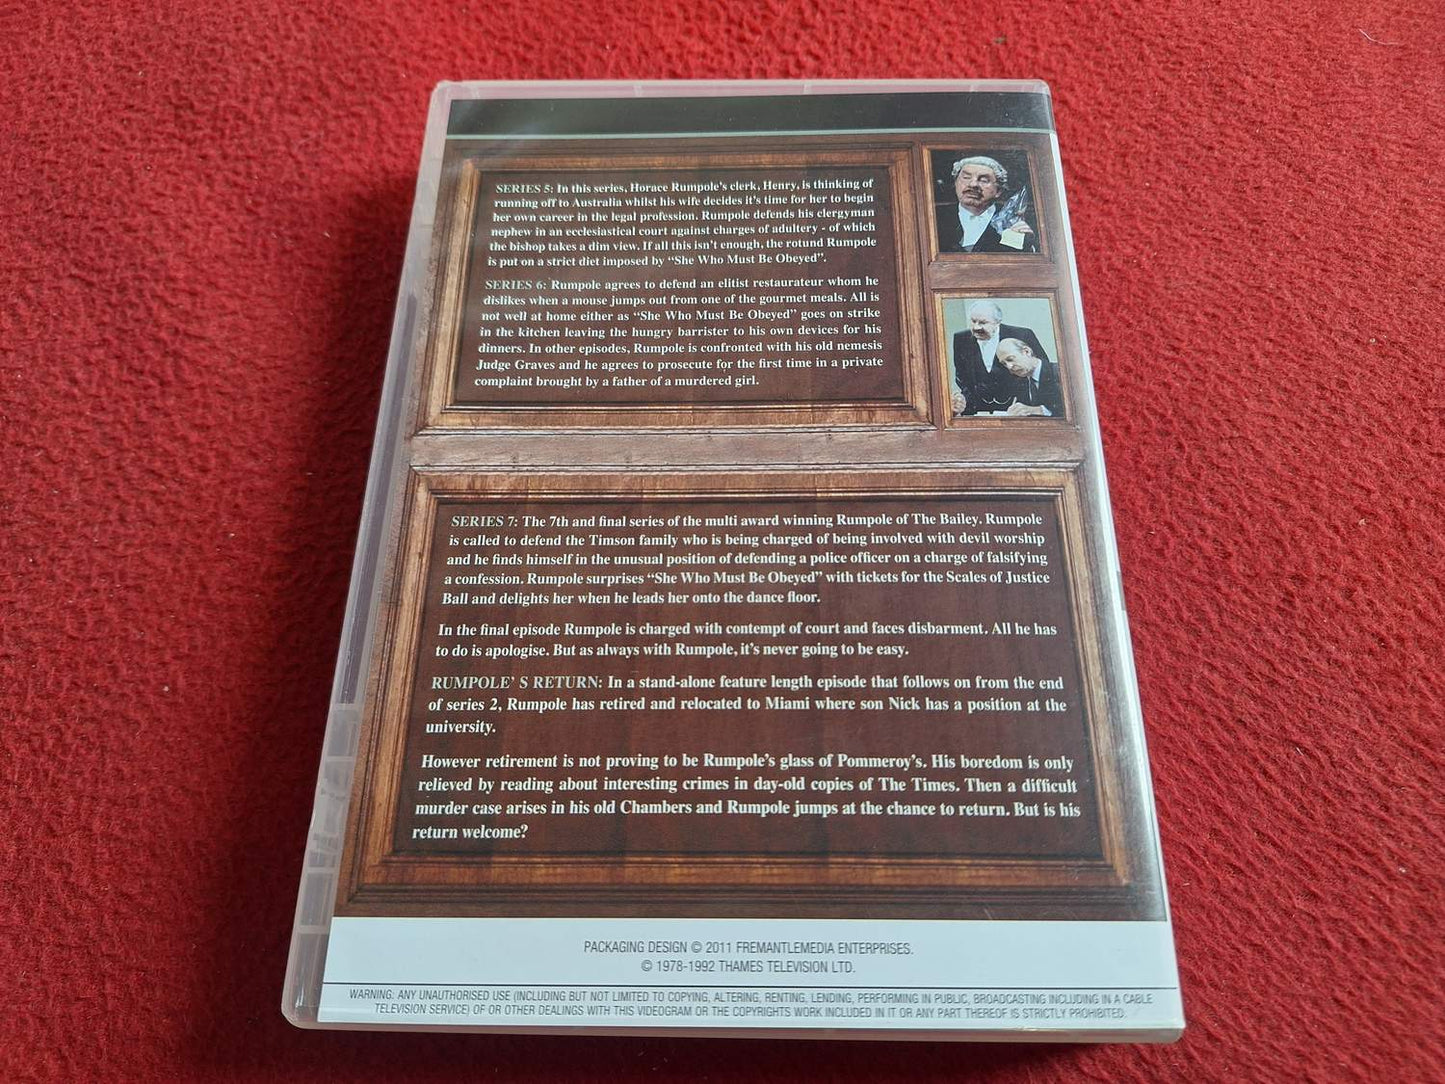 SERIES 5: In this series, Horace Rumpole's clerk, Henry, is thinking of
running off to Australia whilst his wife decides it's time for her to begin
her own career in the legal profession. Rumpole defends his clergyman
nephew in an ecclesiastical court against charges of adultery - of which
the bishop takes a dim view. If all this isn't enough, the rotund Rumpole
is put on a strict diet imposed by “She Who Must Be Obeyed”.
SERIES 6: Rumpole agrees to defend an elitist restaurateur whom he
dislikes when a mouse jumps out from one of the gourmet meals. All is
not well at home either as “She Who Must Be Obeyed” goes on strike
in the kitchen leaving the hungry barrister to his own devices for his
dinners. In other episodes, Rumpole is confronted with his old nemesis
Judge Graves and he agrees to prosecute for the first time in a private
complaint brought by a father of a murdered girl.
SERIES 7: The 7th and final series of the multi award winning Rumpole of The Bailey. Rumpole
is called to defend the Timson family who is being charged of being involved with devil worship
and he finds himself in the unusual position of defending a police officer on a charge of falsifying
a confession. Rumpole surprises “She Who Must Be Obeyed” with tickets for the Scales of Justice
Ball and delights her when he leads her onto the dance floor.
In the final episode Rumpole is charged with contempt of court and faces disbarment. All he has
to do is apologise. But as always with Rumpole, it's never going to be easy.
RUMPOLE' S RETURN: In a stand-alone feature length episode that follows on from the end
of series 2, Rumpole has retired and relocated to Miami where son Nick has a position at the
university.
However retirement is not proving to be Rumpole's glass of Pommeroy's. His boredom is only
relieved by reading about interesting crimes in day-old copies of The Times. Then a difficult
murder case arises in his old Chambers and Rumpole jumps at the chance to return. But is his
return welcome?
PACKAGING DESIGN © 2011 FREMANTLEMEDIA ENTERPRISES.
© 1978-1992 THAMES TELEVISION LTD.
WARNING: ANY UNAUTHORISED USE (INCLUDING BUT NOT LIMITED TO COPYING, ALTERING, RENTING, LENDING, PERFORMING IN PUBLIC, BROADCASTING INCLUDING IN A CABLE
TELEVISION SERVICE) OF OR OTHER DEALINGS WITH THIS VIDEOGRAM OR THE COPYRIGHTS WORK INCLUDED IN IT OR ANY PART THEREOF IS STRICTLY PROHIBITED.